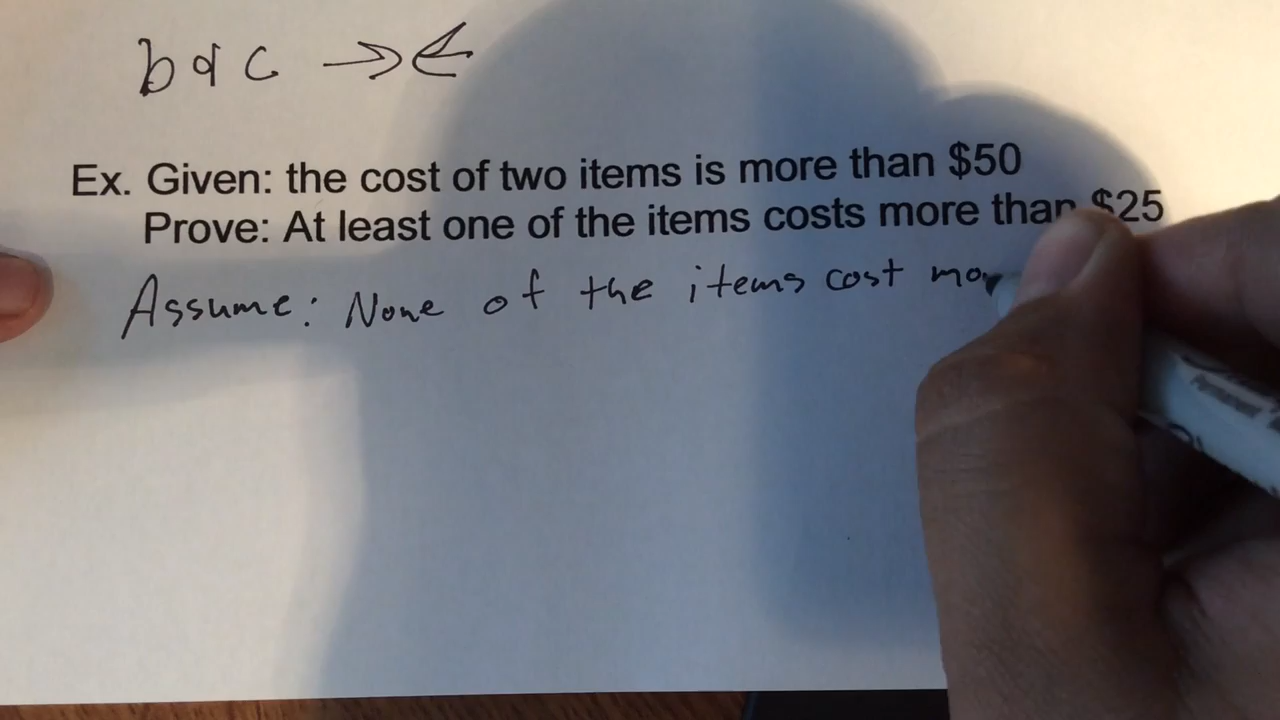 b & c →←
Ex. Given: the cost of two items is more than $50
Prove: At least one of the items costs more than $25
Assume: None of the items cost mor